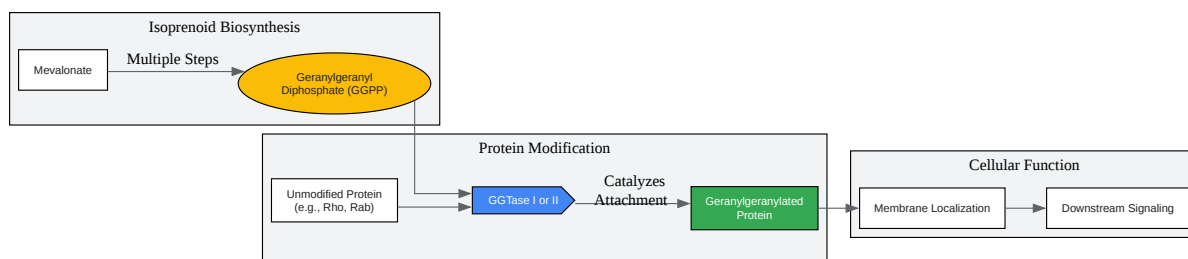 Isoprenoid Biosynthesis
Mevalonate
Multiple Steps
Geranylgeranyl
Diphosphate (GGPP)
Protein Modification
Unmodified Protein
(e.g., Rho, Rab)
GGTase I or II
Catalyzes
Attachment
Geranylgeranylated
Protein
Cellular Function
Membrane Localization
Downstream Signaling